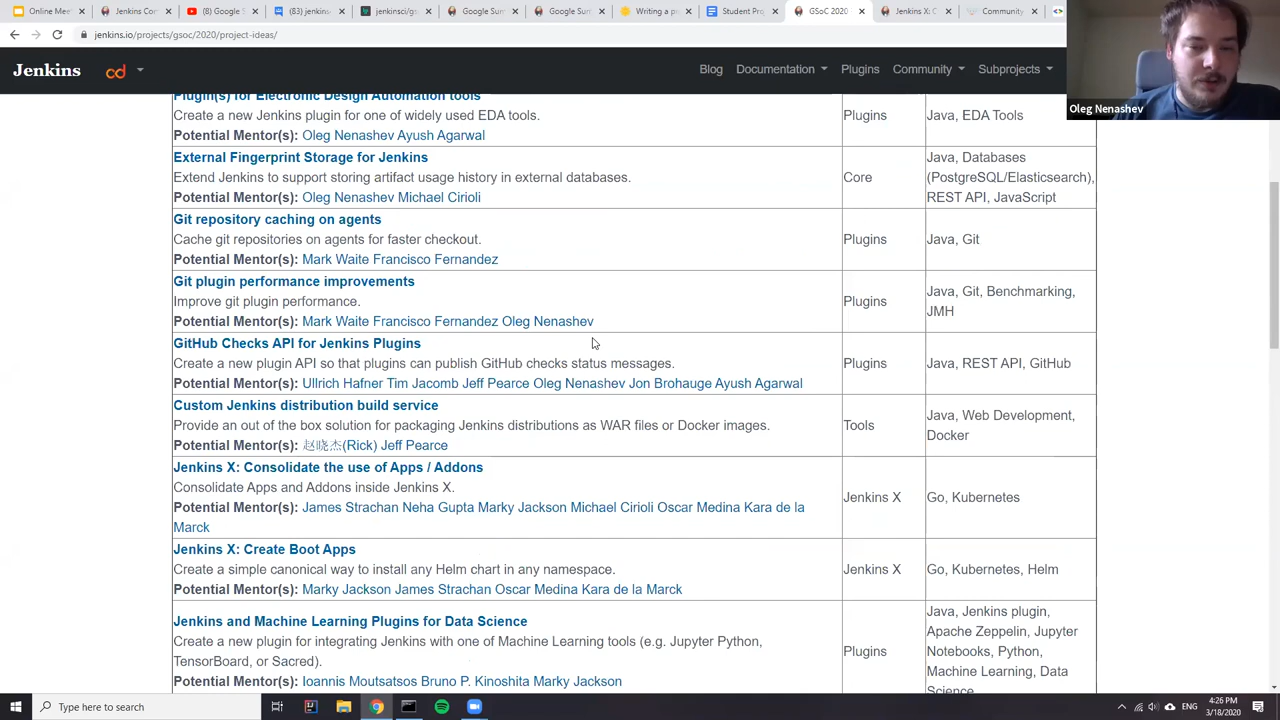 Online Meet
Jenkins Con
(8) Google S
(83) jenkins-
jenkinsci/gs
Google Sum
Google Sum
Writing a p
Student Pro
GSoC 2020
Jenkins X: C
Community
jenkins.io/projects/gsoc/2020/project-ideas/
Jenkins
cd
Blog
Documentation
Plugins
Community
Subprojects
Oleg Nenashev
Plugin(s) for Electronic Design Automation tools
Create a new Jenkins plugin for one of widely used EDA tools.
Potential Mentor(s): Oleg Nenashev Ayush Agarwal
Plugins
Java, EDA Tools
External Fingerprint Storage for Jenkins
Extend Jenkins to support storing artifact usage history in external databases.
Potential Mentor(s): Oleg Nenashev Michael Cirioli
Core
Java, Databases
(PostgreSQL/Elasticsearch),
REST API, JavaScript
Git repository caching on agents
Cache git repositories on agents for faster checkout.
Potential Mentor(s): Mark Waite Francisco Fernandez
Plugins
Java, Git
Git plugin performance improvements
Improve git plugin performance.
Potential Mentor(s): Mark Waite Francisco Fernandez Oleg Nenashev
Plugins
Java, Git, Benchmarking,
JMH
GitHub Checks API for Jenkins Plugins
Create a new plugin API so that plugins can publish GitHub checks status messages.
Potential Mentor(s): Ullrich Hafner Tim Jacomb Jeff Pearce Oleg Nenashev Jon Brohauge Ayush Agarwal
Plugins
Java, REST API, GitHub
Custom Jenkins distribution build service
Provide an out of the box solution for packaging Jenkins distributions as WAR files or Docker images.
Potential Mentor(s): 赵晓杰(Rick) Jeff Pearce
Tools
Java, Web Development,
Docker
Jenkins X: Consolidate the use of Apps / Addons
Consolidate Apps and Addons inside Jenkins X.
Potential Mentor(s): James Strachan Neha Gupta Marky Jackson Michael Cirioli Oscar Medina Kara de la
Marck
Jenkins X
Go, Kubernetes
Jenkins X: Create Boot Apps
Create a simple canonical way to install any Helm chart in any namespace.
Potential Mentor(s): Marky Jackson James Strachan Oscar Medina Kara de la Marck
Jenkins X
Go, Kubernetes, Helm
Jenkins and Machine Learning Plugins for Data Science
Create a new plugin for integrating Jenkins with one of Machine Learning tools (e.g. Jupyter Python,
TensorBoard, or Sacred).
Potential Mentor(s): Ioannis Moutsatsos Bruno P. Kinoshita Marky Jackson
Plugins
Java, Jenkins plugin,
Apache Zeppelin, Jupyter
Notebooks, Python,
Machine Learning, Data
Science
Type here to search
ENG
4:26 PM
3/18/2020